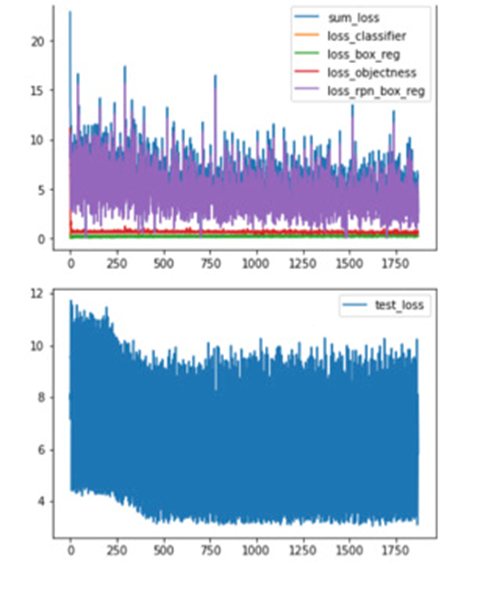 sum_loss
loss_classifier
loss_box_reg
loss_objectness
loss_rpn_box_reg
20
15
10
5
0
0 250 500 750 1000 1250 1500 1750
test_loss
12
10
8
6
4
0 250 500 750 1000 1250 1500 1750